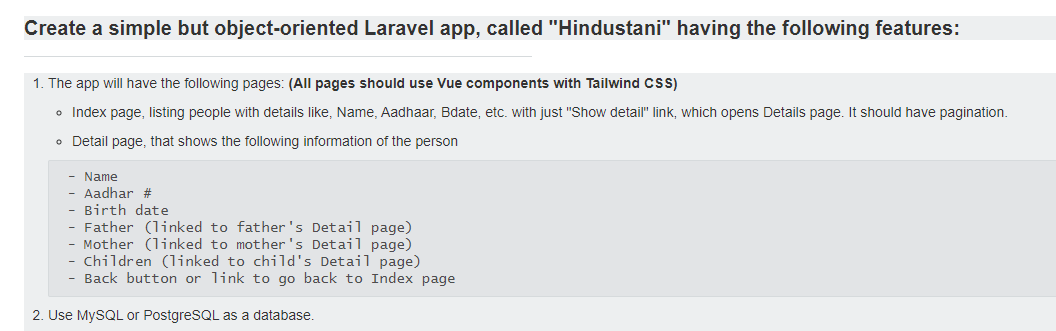 Create a simple but object-oriented Laravel app, called "Hindustani" having the following features:
1. The app will have the following pages: (All pages should use Vue components with Tailwind CSS)
o Index page, listing people with details like, Name, Aadhaar, Bdate, etc. with just "Show detail" link, which opens Details page. It should have pagination.
o Detail page, that shows the following information of the person
- Name
- Aadhar #
- Birth date
- Father (linked to father's Detail page)
- Mother (linked to mother's Detail page)
- Children (linked to child's Detail page)
- Back button or link to go back to Index page
2. Use MySQL or PostgreSQL as a database.